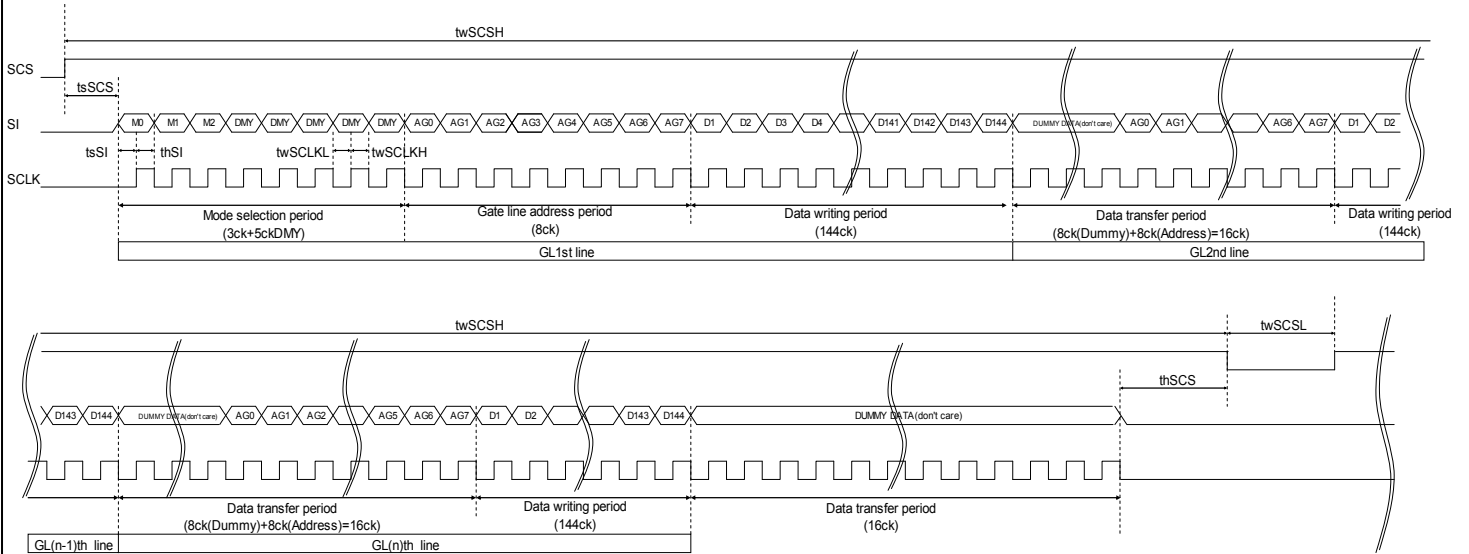 twSCSH
SCS
tsSCS
SI M0 M1 M2 DMY DMY DMY DMY DMY AG0 AG1 AG2 AG3 AG4 AG5 AG6 AG7 D1 D2 D3 D4 D141 D142 D143 D144 DUMMY DATA(don't care) AG0 AG1 AG6 AG7 D1 D2
tsSI thSI twSCLKL twSCLKH
SCLK
Mode selection period Gate line address period Data writing period Data transfer period Data writing period
(3ck+5ckDMY) (8ck) (144ck) (8ck(Dummy)+8ck(Address)=16ck) (144ck)
GL1st line GL2nd line
twSCSH twSCSL
thSCS
D143 D144 DUMMY DATA(don't care) AG0 AG1 AG2 AG5 AG6 AG7 D1 D2 D143 D144 DUMMY DATA(don't care)
Data transfer period Data writing period Data transfer period
(8ck(Dummy)+8ck(Address)=16ck) (144ck) (16ck)
GL(n-1)th line GL(n)th line